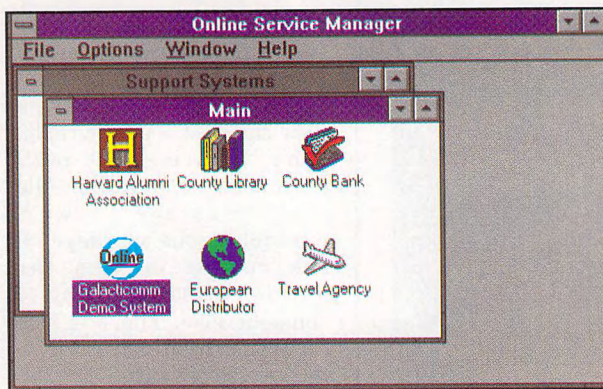 Online Service Manager
File Options Window Help
Support Systems
Main
H
Harvard Alumni
Association
County Library
County Bank
Online
Galacticomm
Demo System
European
Distributor
Travel Agency